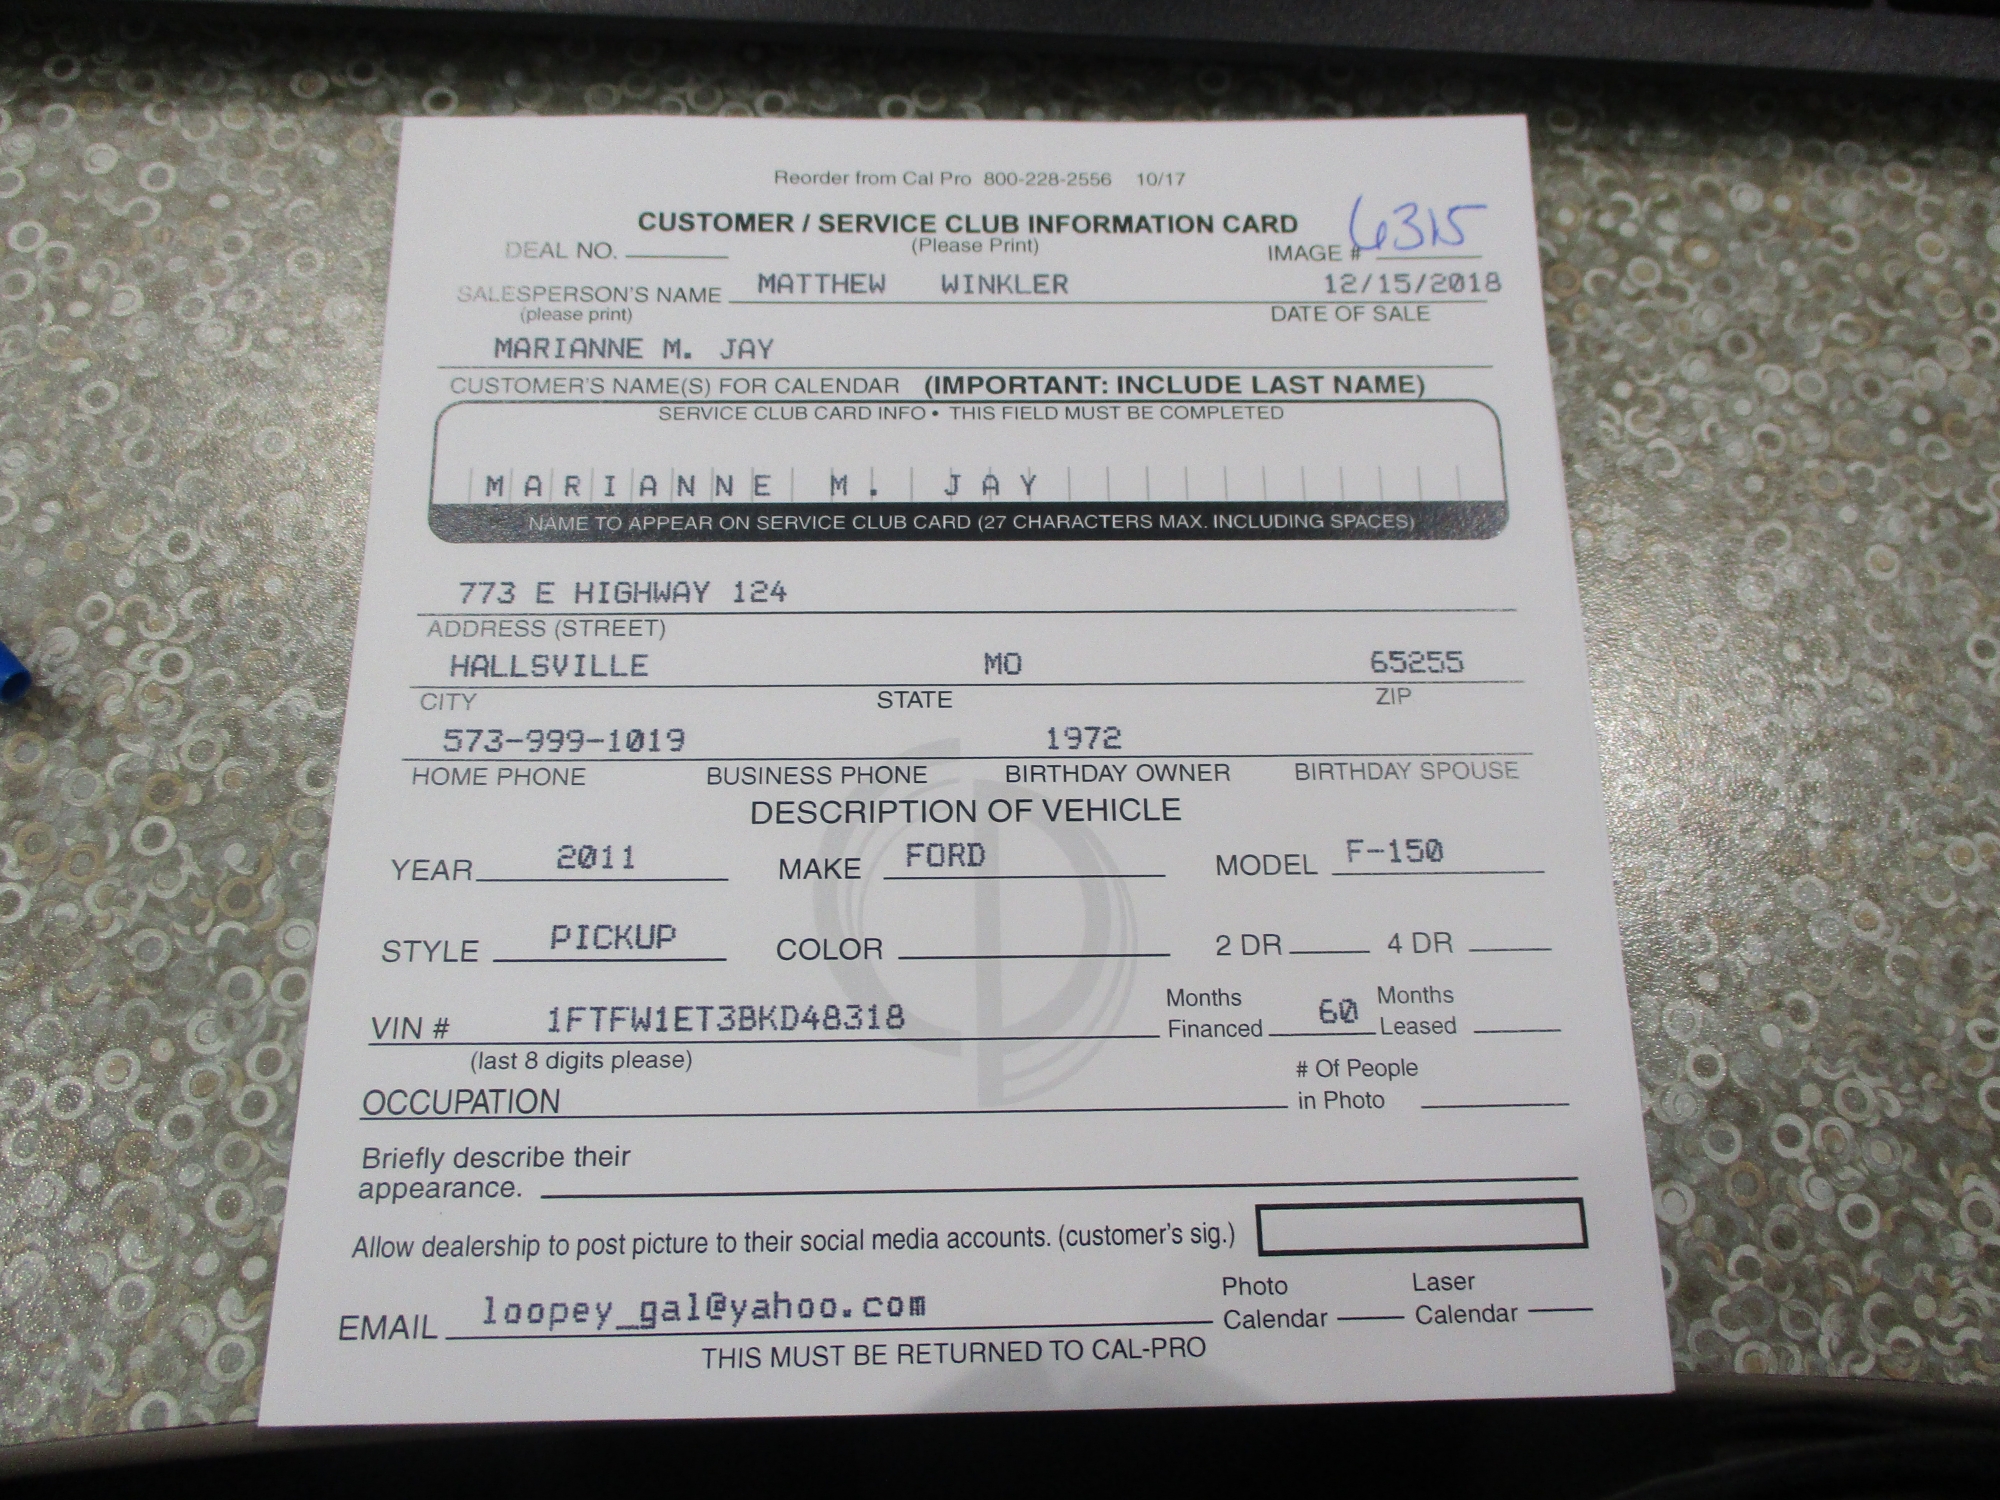 Reorder from Cal Pro 800-228-2556 10/17
CUSTOMER / SERVICE CLUB INFORMATION CARD
DEAL NO. (Please Print) IMAGE # 6315
SALESPERSON'S NAME MATTHEW WINKLER 12/15/2018
(please print) DATE OF SALE
MARIANNE M. JAY
CUSTOMER'S NAME(S) FOR CALENDAR (IMPORTANT: INCLUDE LAST NAME)
SERVICE CLUB CARD INFO • THIS FIELD MUST BE COMPLETED
MARIANNE M. JAY
NAME TO APPEAR ON SERVICE CLUB CARD (27 CHARACTERS MAX. INCLUDING SPACES)
773 E HIGHWAY 124
ADDRESS (STREET)
HALLSVILLE MO 65255
CITY STATE ZIP
573-999-1019 1972
HOME PHONE BUSINESS PHONE BIRTHDAY OWNER BIRTHDAY SPOUSE
DESCRIPTION OF VEHICLE
YEAR 2011 MAKE FORD MODEL F-150
STYLE PICKUP COLOR 2 DR 4 DR
VIN # 1FTFW1ET3BKD48318 Months Financed 60 Months Leased
(last 8 digits please)
OCCUPATION # Of People in Photo
Briefly describe their
appearance.
Allow dealership to post picture to their social media accounts. (customer's sig.)
EMAIL loopey_gal@yahoo.com Photo Calendar Laser Calendar
THIS MUST BE RETURNED TO CAL-PRO